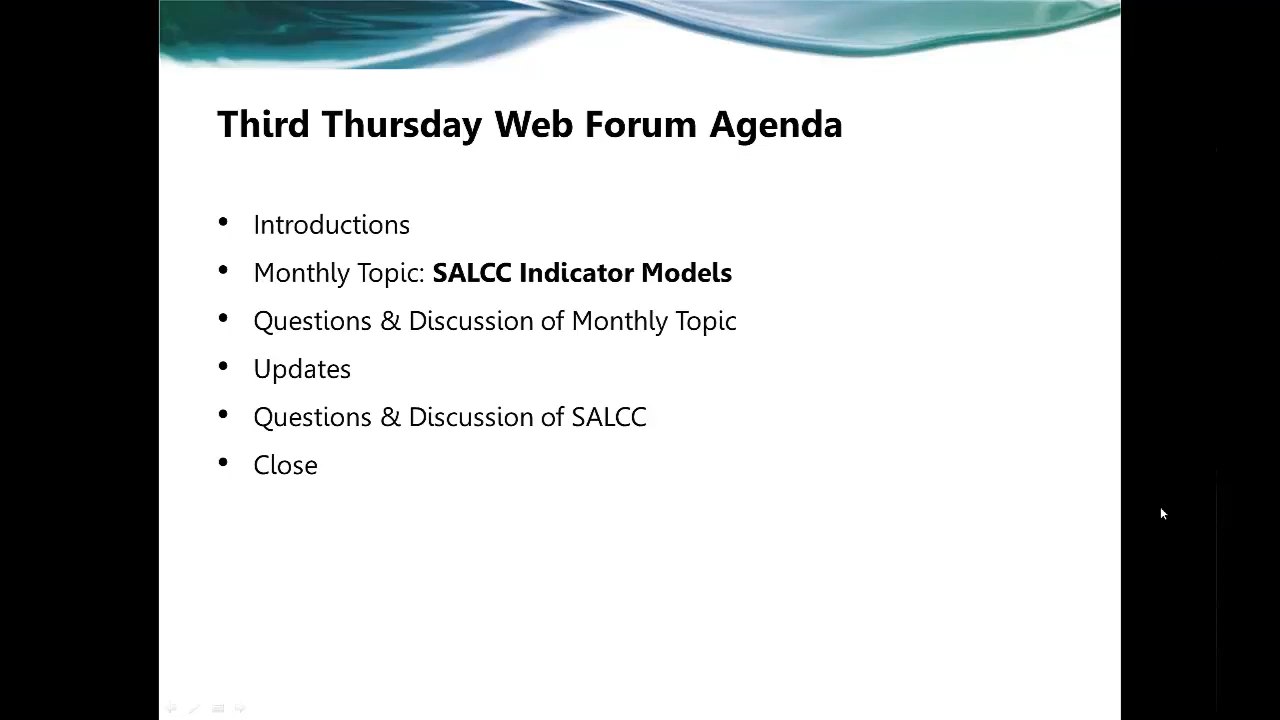 Third Thursday Web Forum Agenda
• Introductions
• Monthly Topic: SALCC Indicator Models
• Questions & Discussion of Monthly Topic
• Updates
• Questions & Discussion of SALCC
• Close